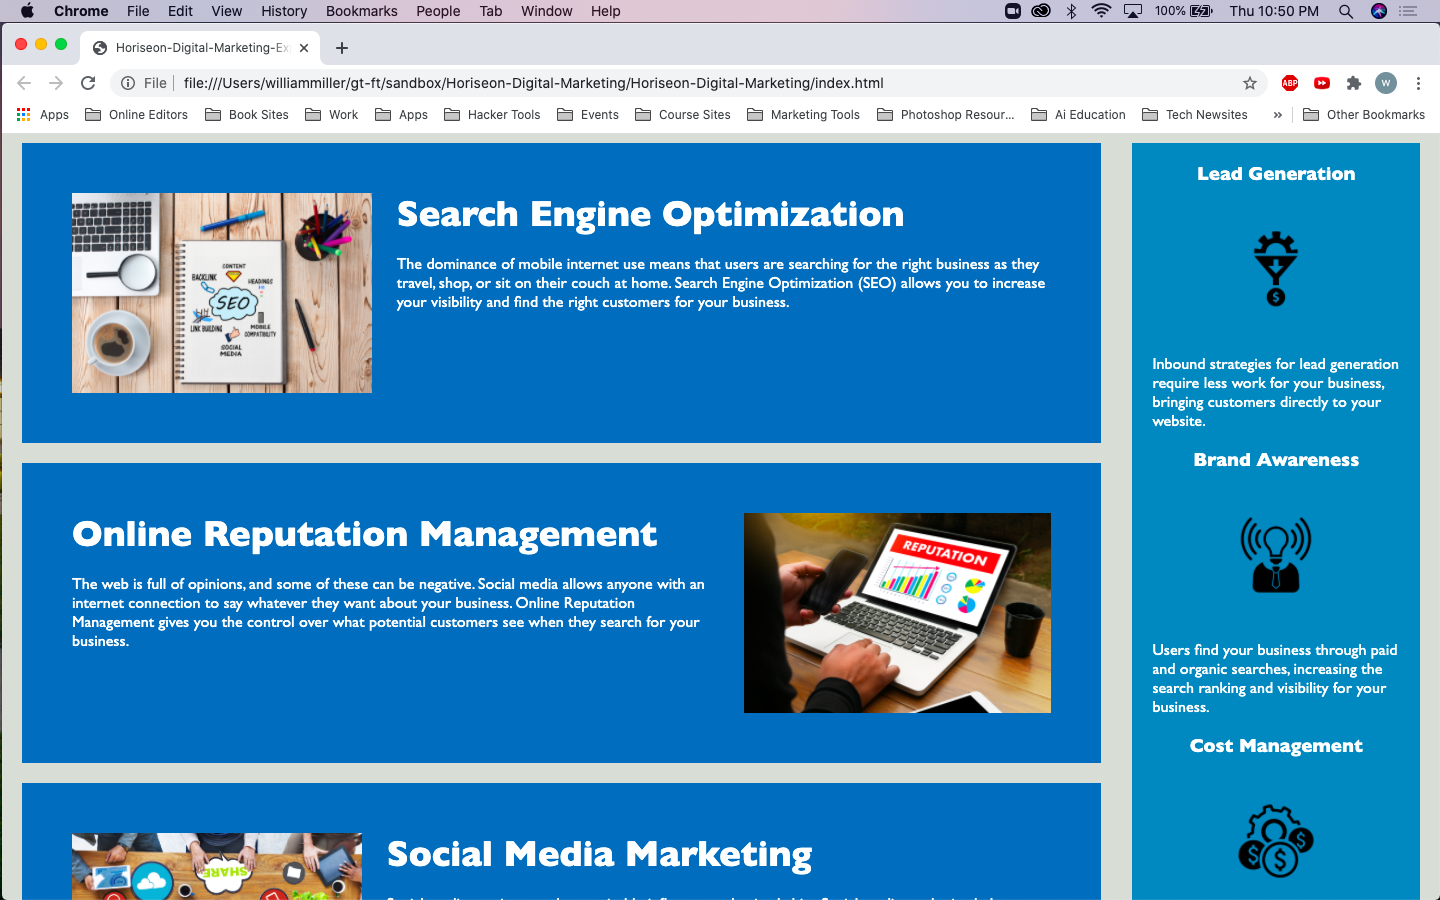 Chrome File Edit View History Bookmarks People Tab Window Help 100% Thu 10:50 PM
Horiseon-Digital-Marketing-Ex
File file:///Users/williammiller/gt-ft/sandbox/Horiseon-Digital-Marketing/Horiseon-Digital-Marketing/index.html ABP W
Apps Online Editors Book Sites Work Apps Hacker Tools Events Course Sites Marketing Tools Photoshop Resour... Ai Education Tech Newsites » Other Bookmarks
Search Engine Optimization
The dominance of mobile internet use means that users are searching for the right business as they
travel, shop, or sit on their couch at home. Search Engine Optimization (SEO) allows you to increase
your visibility and find the right customers for your business.
CONTENT
BACKLINK
HEADINGS
SEO
LINK BUILDING
MOBILE
COMPATIBILITY
SOCIAL
MEDIA
Online Reputation Management
The web is full of opinions, and some of these can be negative. Social media allows anyone with an
internet connection to say whatever they want about your business. Online Reputation
Management gives you the control over what potential customers see when they search for your
business.
REPUTATION
Social Media Marketing
SHARE
Lead Generation
Inbound strategies for lead generation
require less work for your business,
bringing customers directly to your
website.
Brand Awareness
Users find your business through paid
and organic searches, increasing the
search ranking and visibility for your
business.
Cost Management